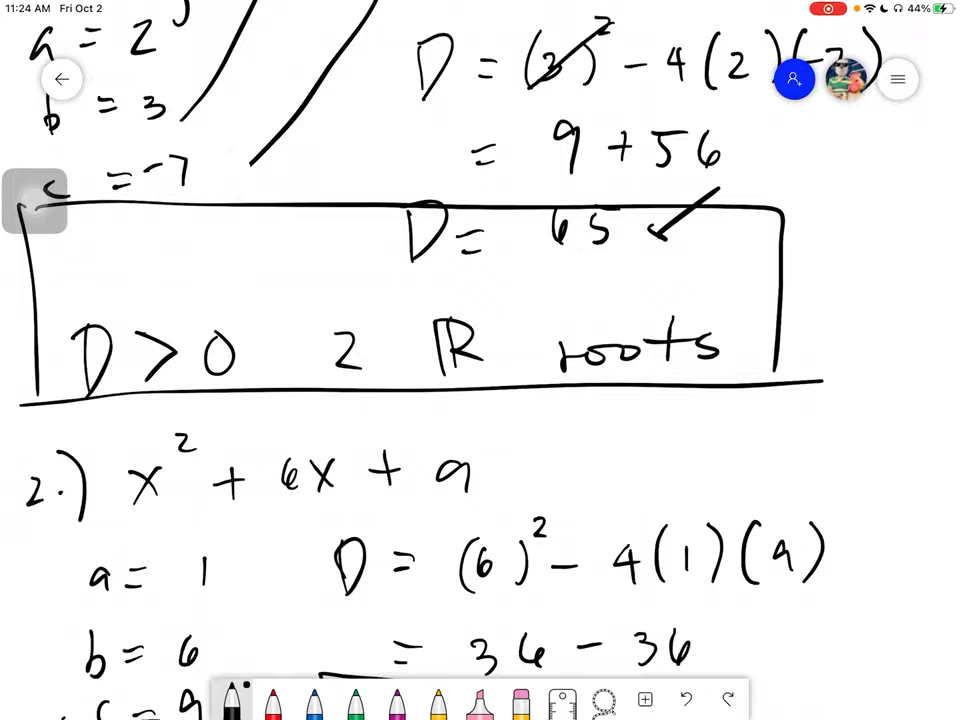 11:24 AM Fri Oct 2
44%
a = 2
b = 3
c = -7
D = (3)² - 4(2)(-7)
= 9 + 56
D = 65
D > 0 2 ℝ roots
2.) x² + 6x + 9
a = 1
b = 6
c = 9
D = (6)² - 4(1)(9)
= 36 - 36